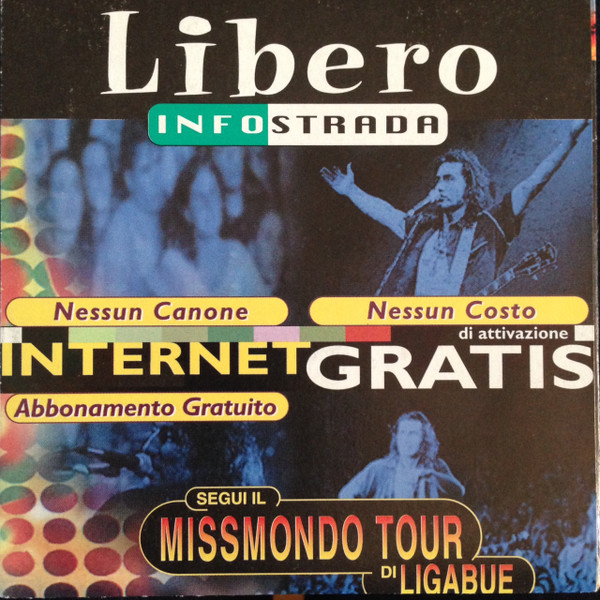 Libero
INFOSTRADA
Nessun Canone
Nessun Costo
di attivazione
INTERNET GRATIS
Abbonamento Gratuito
SEGUI IL
MISSMONDO TOUR
DI LIGABUE